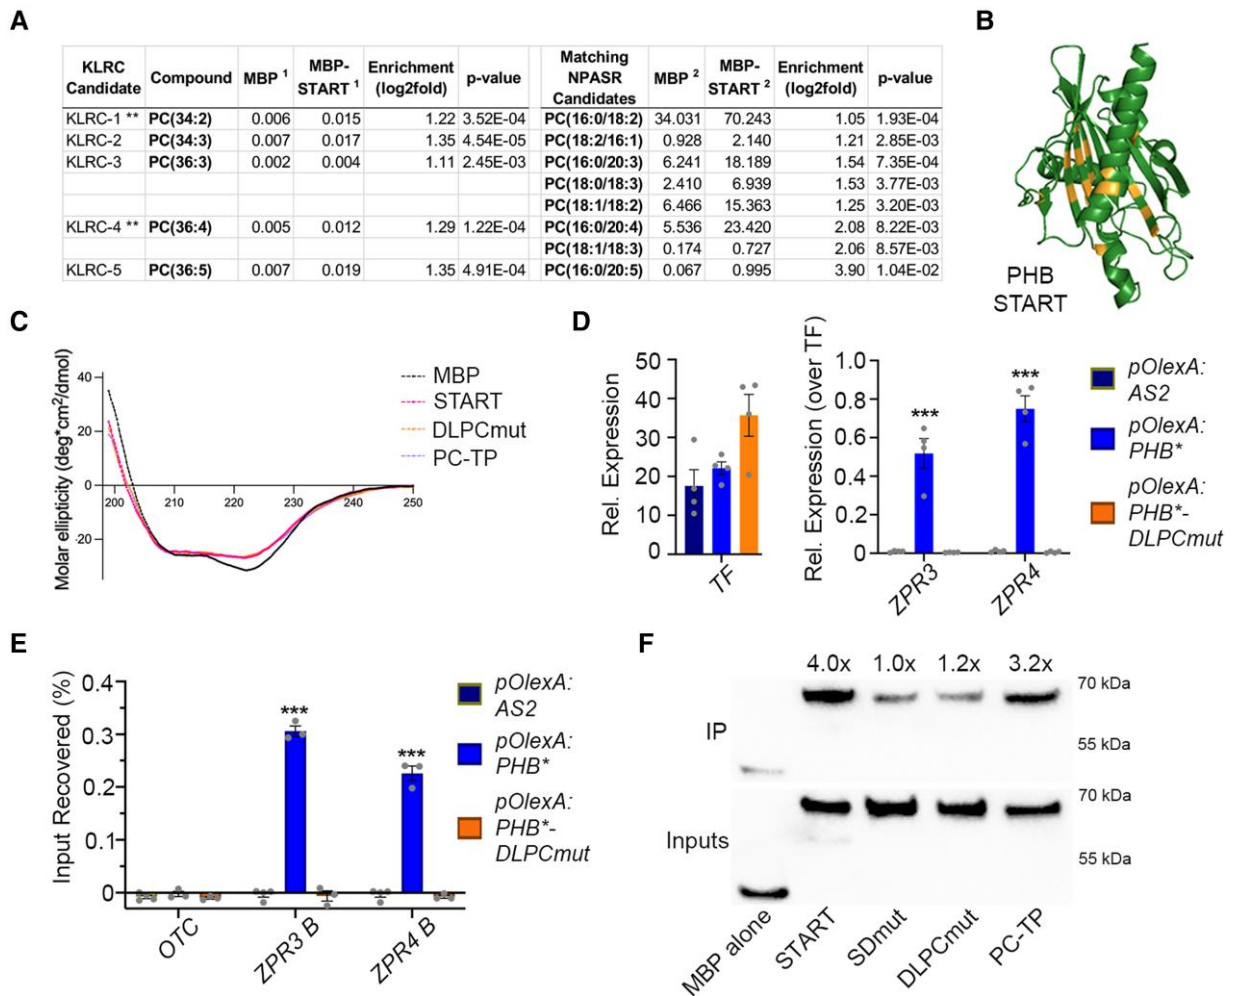 A
KLRC Candidate Compound MBP 1 MBP-START 1 Enrichment (log2fold) p-value Matching NPASR Candidates MBP 2 MBP-START 2 Enrichment (log2fold) p-value
KLRC-1 ** PC(34:2) 0.006 0.015 1.22 3.52E-04 PC(16:0/18:2) 34.031 70.243 1.05 1.93E-04
KLRC-2 PC(34:3) 0.007 0.017 1.35 4.54E-05 PC(18:2/16:1) 0.928 2.140 1.21 2.85E-03
KLRC-3 PC(36:3) 0.002 0.004 1.11 2.45E-03 PC(16:0/20:3) 6.241 18.189 1.54 7.35E-04
PC(18:0/18:3) 2.410 6.939 1.53 3.77E-03
PC(18:1/18:2) 6.466 15.363 1.25 3.20E-03
KLRC-4 ** PC(36:4) 0.005 0.012 1.29 1.22E-04 PC(16:0/20:4) 5.536 23.420 2.08 8.22E-03
PC(18:1/18:3) 0.174 0.727 2.06 8.57E-03
KLRC-5 PC(36:5) 0.007 0.019 1.35 4.91E-04 PC(16:0/20:5) 0.067 0.995 3.90 1.04E-02
B
PHB
START
C
Molar ellipticity (deg*cm²/dmol)
40
20
0
-20
200 210 220 230 240 250
MBP
START
DLPCmut
PC-TP
D
Rel. Expression
50
40
30
20
10
0
TF
Rel. Expression (over TF)
1.0
0.8
0.6
0.4
0.2
0
***
***
ZPR3
ZPR4
pOlexA:
AS2
pOlexA:
PHB*
pOlexA:
PHB*-
DLPCmut
E
Input Recovered (%)
0.4
0.3
0.2
0.1
0
***
***
OTC
ZPR3 B
ZPR4 B
pOlexA:
AS2
pOlexA:
PHB*
pOlexA:
PHB*-
DLPCmut
F
4.0x 1.0x 1.2x 3.2x
IP
70 kDa
55 kDa
Inputs
70 kDa
55 kDa
MBP alone
START
SDmut
DLPCmut
PC-TP